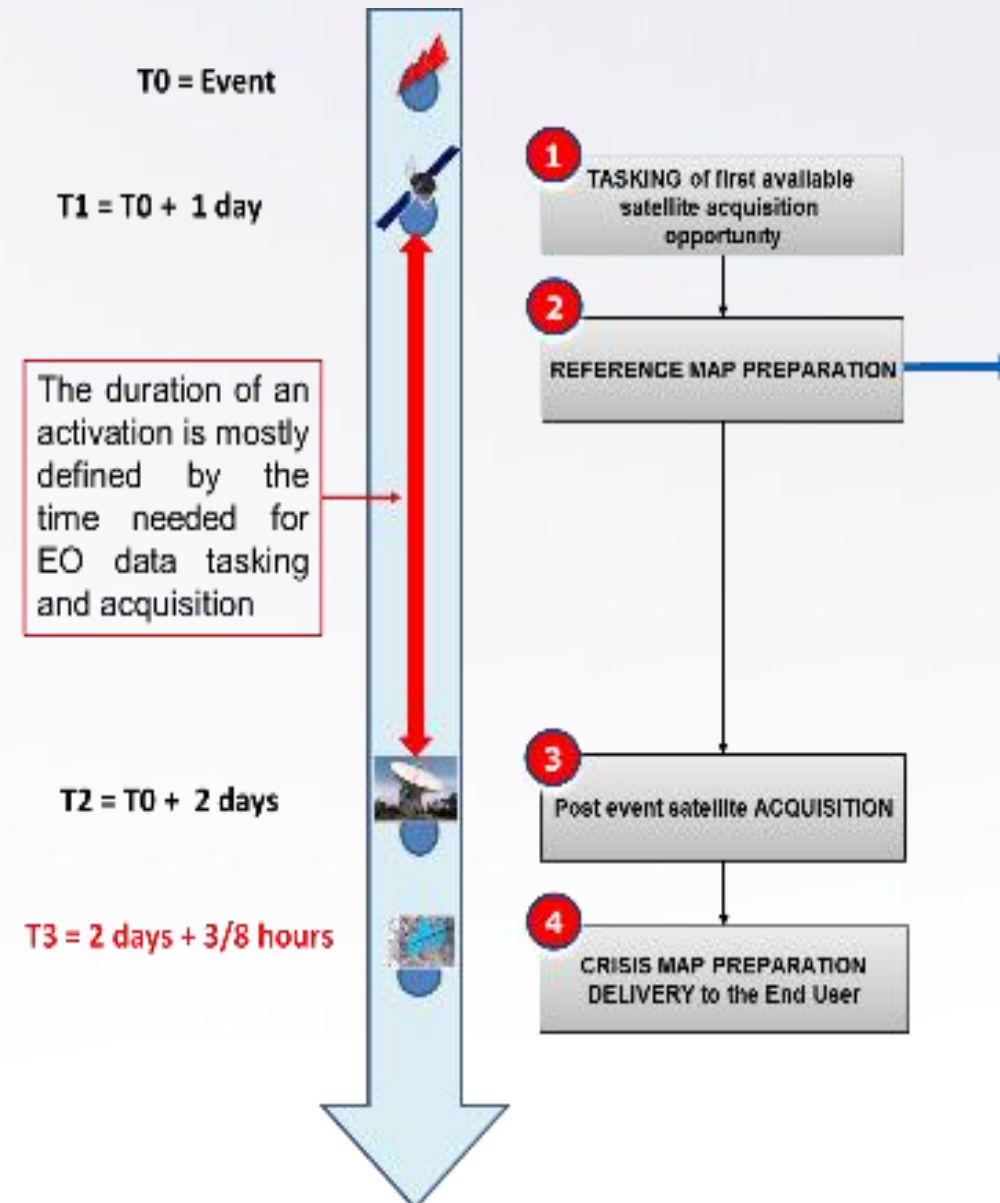 T0 = Event
T1 = T0 + 1 day
1
TASKING of first available
satellite acquisition
opportunity
2
REFERENCE MAP PREPARATION
The duration of an
activation is mostly
defined by the
time needed for
EO data tasking
and acquisition
T2 = T0 + 2 days
3
Post event satellite ACQUISITION
T3 = 2 days + 3/8 hours
4
CRISIS MAP PREPARATION
DELIVERY to the End User